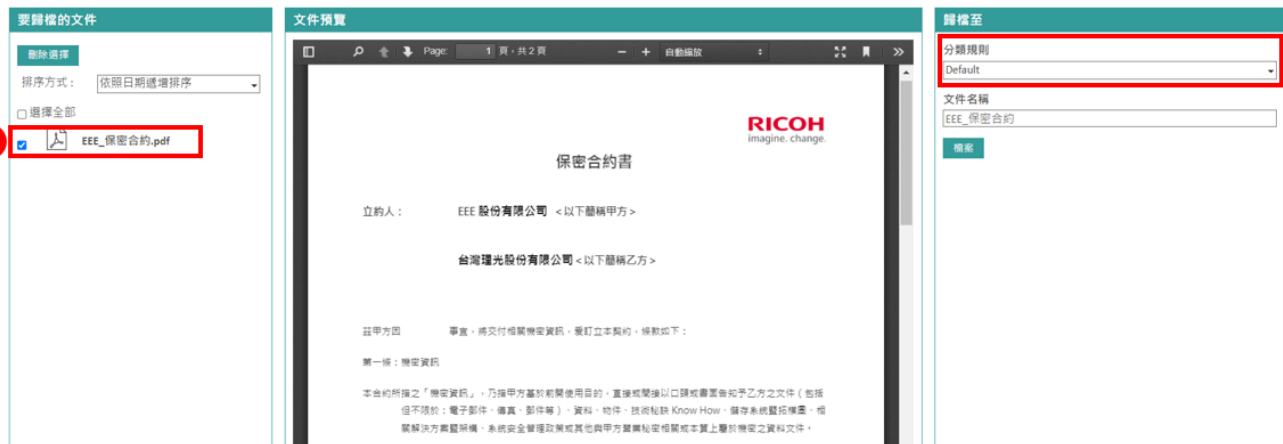 要歸檔的文件
刪除選擇
排序方式： 依照日期遞增排序
選擇全部
EEE_保密合約.pdf
文件預覽
Page: 1 頁，共2頁 － ＋ 自動縮放
RICOH
imagine. change.
保密合約書
立約人： EEE 股份有限公司 <以下簡稱甲方>
台灣理光股份有限公司<以下簡稱乙方>
茲甲方因 事宜，將交付相關機密資訊，爰訂立本契約，條款如下：
第一條：機密資訊
本合約所指之「機密資訊」，乃指甲方基於前開使用目的，直接或間接以口頭或書面告知予乙方之文件（包括
但不限於：電子郵件、傳真、郵件等）、資料、物件、技術秘訣 Know How、儲存系統暨拓樸圖、相
關解決方案暨架構、系統安全管理政策或其他與甲方營業秘密相關或本質上屬於機密之資料文件。
歸檔至
分類規則
Default
文件名稱
EEE_保密合約
檔案